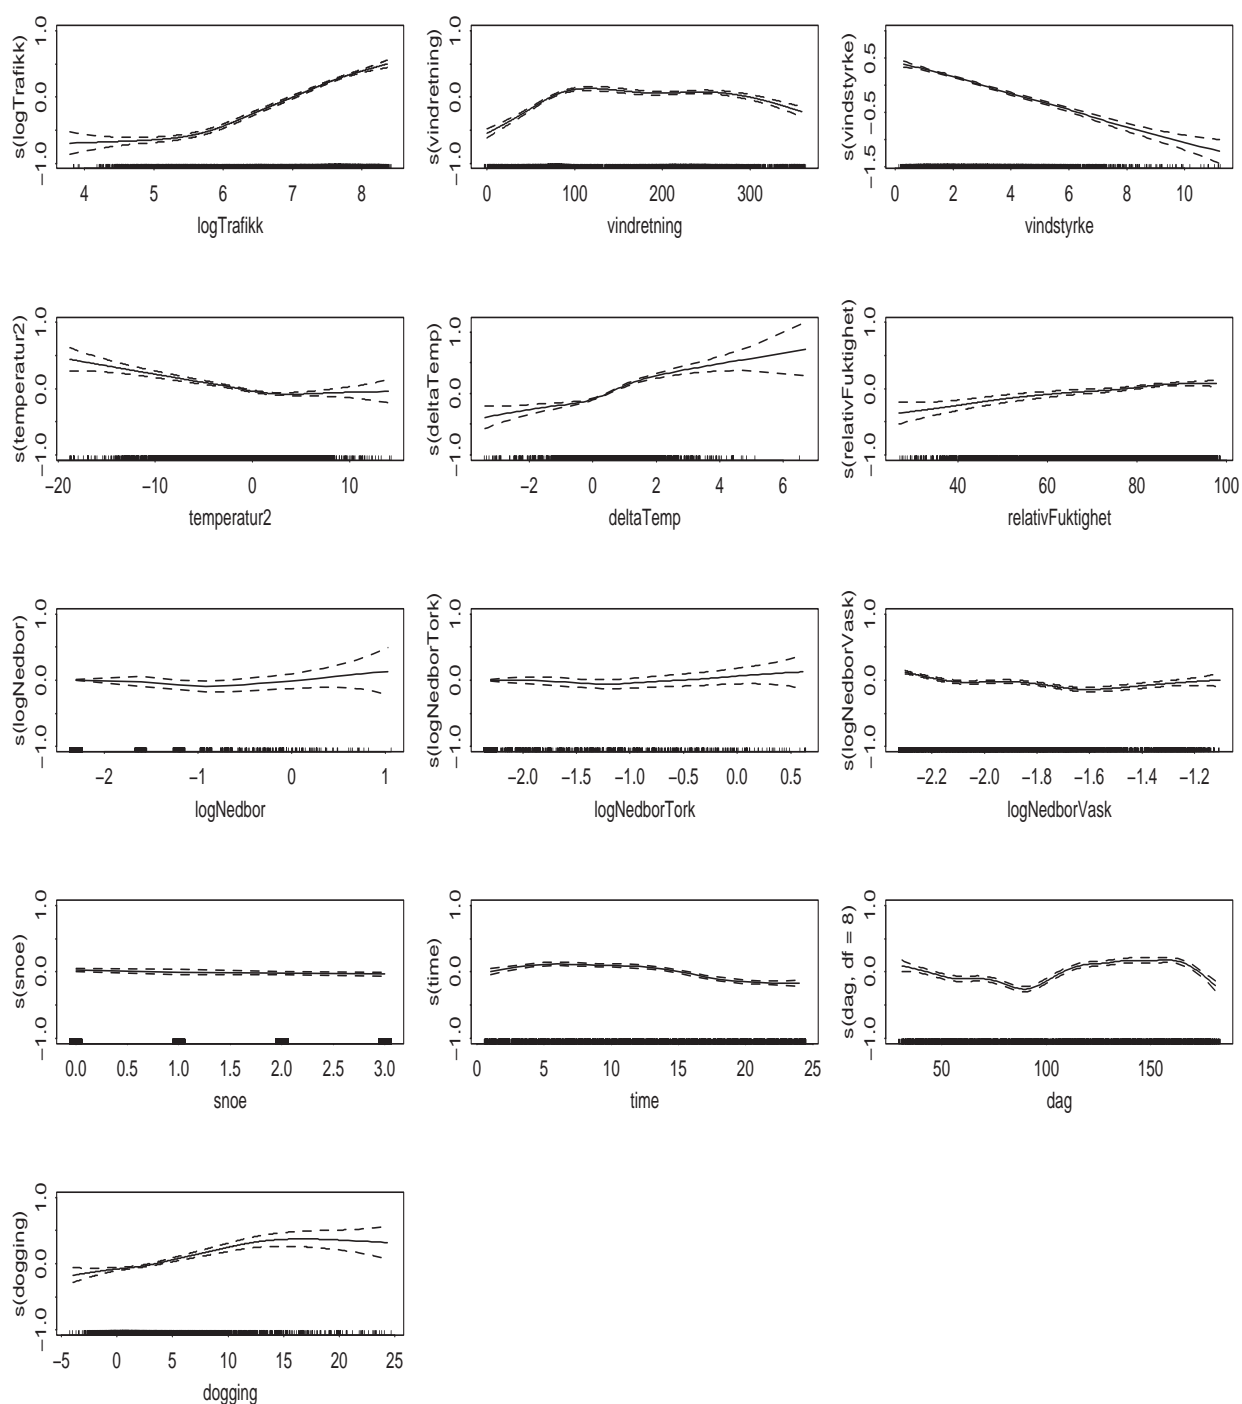 s(logTrafikk)
−1.0 0.0 1.0
4 5 6 7 8
logTrafikk
s(vindretning)
−1.0 0.0 1.0
0 100 200 300
vindretning
s(vindstyrke)
−1.5 −0.5 0.5
0 2 4 6 8 10
vindstyrke
s(temperatur2)
−1.0 0.0 1.0
−20 −10 0 10
temperatur2
s(deltaTemp)
−1.0 0.0 1.0
−2 0 2 4 6
deltaTemp
s(relativFuktighet)
−1.0 0.0 1.0
40 60 80 100
relativFuktighet
s(logNedbor)
−1.0 0.0 1.0
−2 −1 0 1
logNedbor
s(logNedborTork)
−1.0 0.0 1.0
−2.0 −1.5 −1.0 −0.5 0.0 0.5
logNedborTork
s(logNedborVask)
−1.0 0.0 1.0
−2.2 −2.0 −1.8 −1.6 −1.4 −1.2
logNedborVask
s(snoe)
−1.0 0.0 1.0
0.0 0.5 1.0 1.5 2.0 2.5 3.0
snoe
s(time)
−1.0 0.0 1.0
0 5 10 15 20 25
time
s(dag, df = 8)
−1.0 0.0 1.0
50 100 150
dag
s(dogging)
−1.0 0.0 1.0
−5 0 5 10 15 20 25
dogging